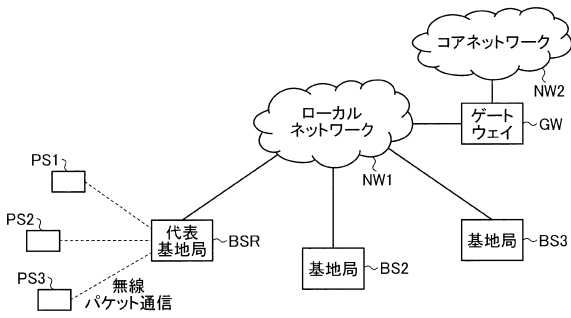 コアネットワーク
NW2
ローカル
ネットワーク
NW1
ゲート
ウェイ
GW
PS1
PS2
PS3
代表
基地局
BSR
無線
パケット通信
基地局
BS2
基地局
BS3